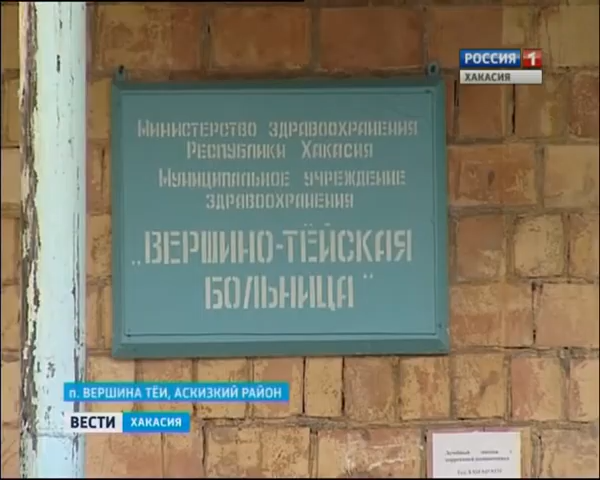 РОССИЯ 1
ХАКАСИЯ
Министерство здравоохранения
Республики Хакасия
Муниципальное учреждение
здравоохранения
„Вершино-Тёйская
больница“
п. ВЕРШИНА ТЁИ, АСКИЗКИЙ РАЙОН
ВЕСТИ ХАКАСИЯ